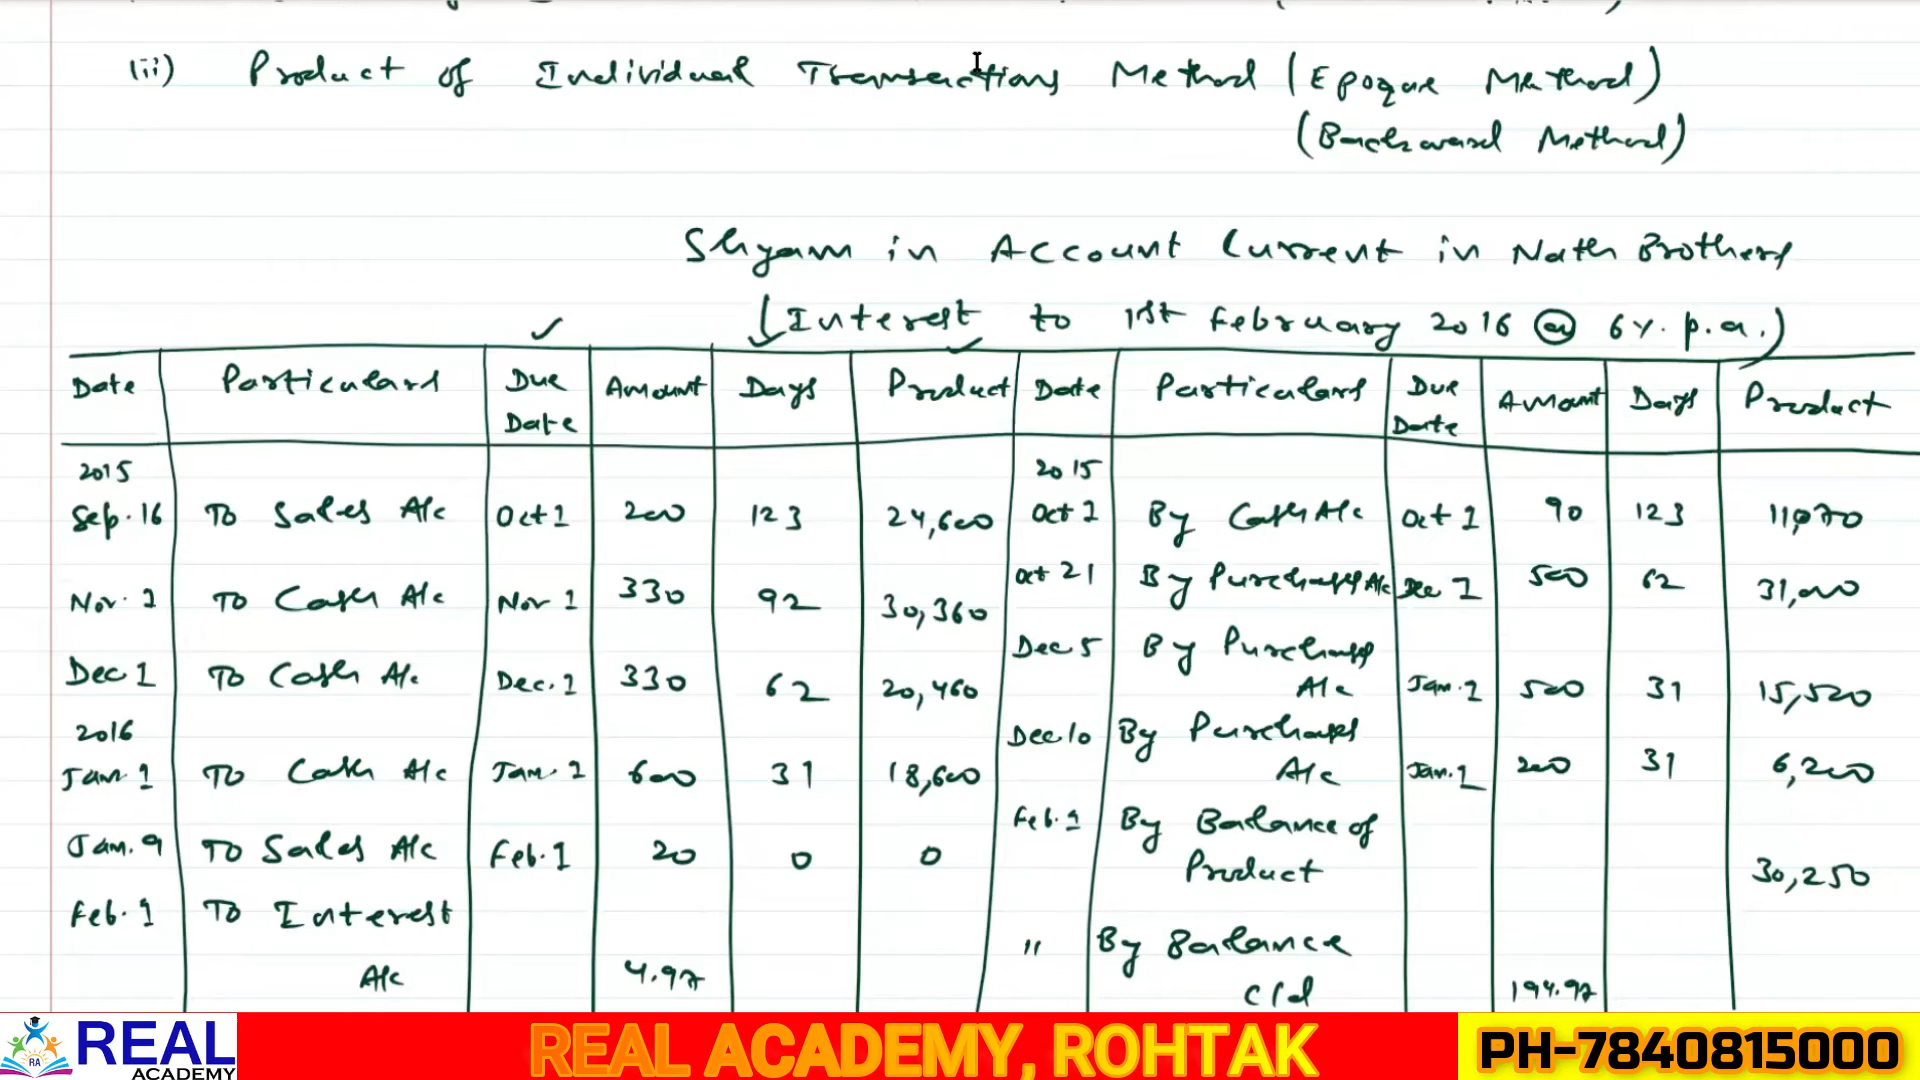 (ii) Product of Individual Transactions Method (Epoque Method)
(Backward Method)
Shyam in Account Current in Nath Brothers
(Interest to 1st February 2016 @ 6%. p.a.)
Date Particulars Due Date Amount Days Product Date Particulars Due Date Amount Days Product
2015 2015
Sep. 16 To Sales A/c Oct 1 200 123 24,600 Oct 1 By Cash A/c Oct 1 90 123 11,070
Oct 21 By Purchases A/c Dec 1 500 62 31,000
Nov. 1 To Cash A/c Nov 1 330 92 30,360
Dec. 1 To Cash A/c Dec. 1 330 62 20,460 Dec 5 By Purchases A/c Jan. 1 500 31 15,500
2016
Jan. 1 To Cash A/c Jan. 1 600 31 18,600 Dec 10 By Purchases A/c Jan. 1 200 31 6,200
Jan. 9 To Sales A/c Feb. 1 20 0 0 Feb. 1 By Balance of Product 30,250
Feb. 1 To Interest A/c 4.97 " By Balance c/d 194.97
REAL ACADEMY
RA
REAL ACADEMY, ROHTAK
PH-7840815000